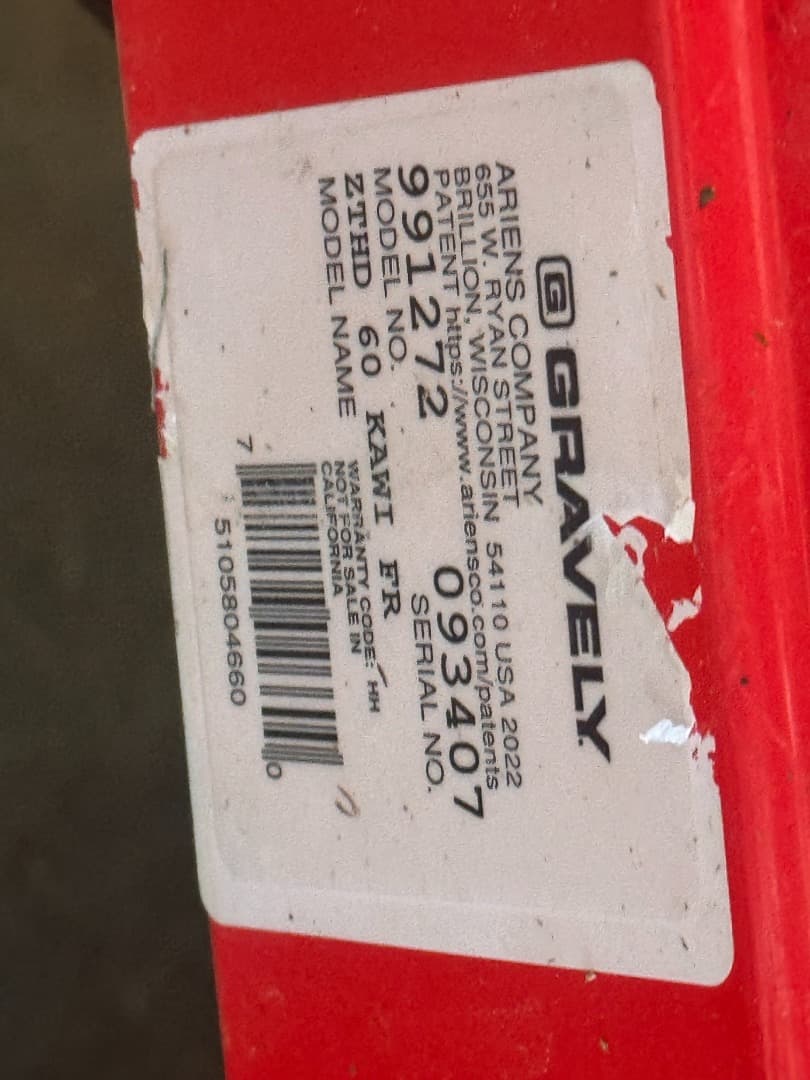 G GRAVELY
ARIENS COMPANY
655 W. RYAN STREET
BRILLION, WISCONSIN 54110 USA 2022
PATENT https://www.ariensco.com/patents
991272 093407
MODEL NO. SERIAL NO.
ZTHD 60 KAWI FR
MODEL NAME
WARRANTY CODE: HH
NOT FOR SALE IN
CALIFORNIA
7 5105804660 0